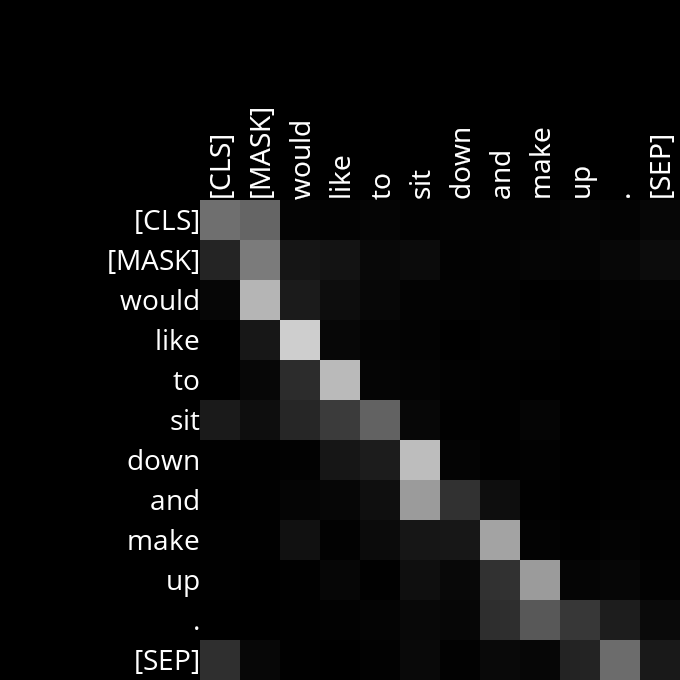 [CLS] [MASK] would like to sit down and make up . [SEP]
[CLS]
[MASK]
would
like
to
sit
down
and
make
up
.
[SEP]